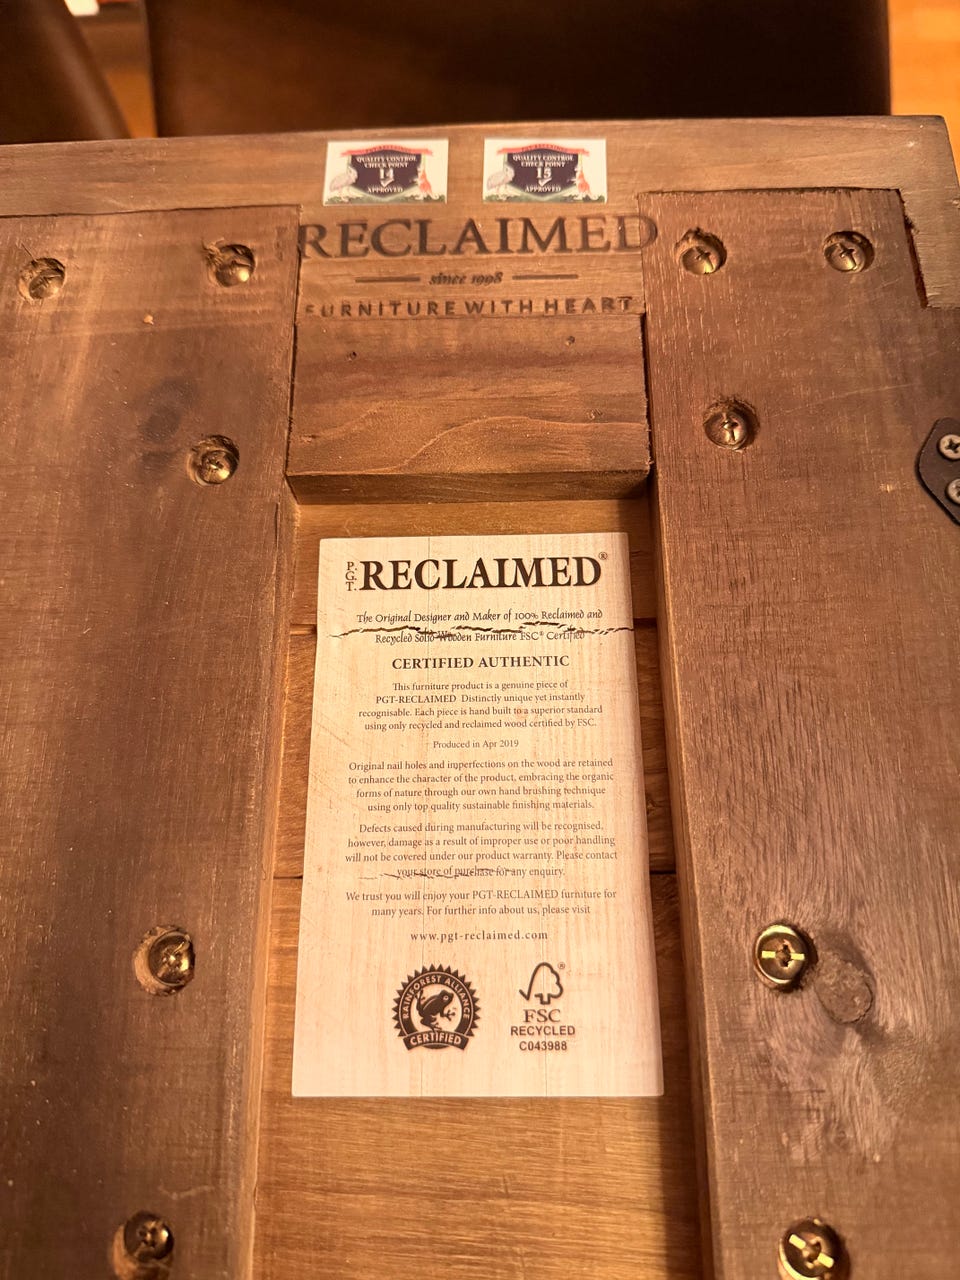 QUALITY CONTROL
CHECK POINT
14
APPROVED
QUALITY CONTROL
CHECK POINT
15
APPROVED
RECLAIMED
since 1998
FURNITURE WITH HEART
P.G.T. RECLAIMED®
The Original Designer and Maker of 100% Reclaimed and
Recycled Solid Wooden Furniture FSC® Certified
CERTIFIED AUTHENTIC
This furniture product is a genuine piece of
PGT-RECLAIMED Distinctly unique yet instantly
recognisable. Each piece is hand built to a superior standard
using only recycled and reclaimed wood certified by FSC.
Produced in Apr 2019
Original nail holes and imperfections on the wood are retained
to enhance the character of the product, embracing the organic
forms of nature through our own hand brushing technique
using only top quality sustainable finishing materials.
Defects caused during manufacturing will be recognised,
however, damage as a result of improper use or poor handling
will not be covered under our product warranty. Please contact
your store of purchase for any enquiry.
We trust you will enjoy your PGT-RECLAIMED furniture for
many years. For further info about us, please visit
www.pgt-reclaimed.com
RAINFOREST ALLIANCE
CERTIFIED
®
FSC
RECYCLED
C043988